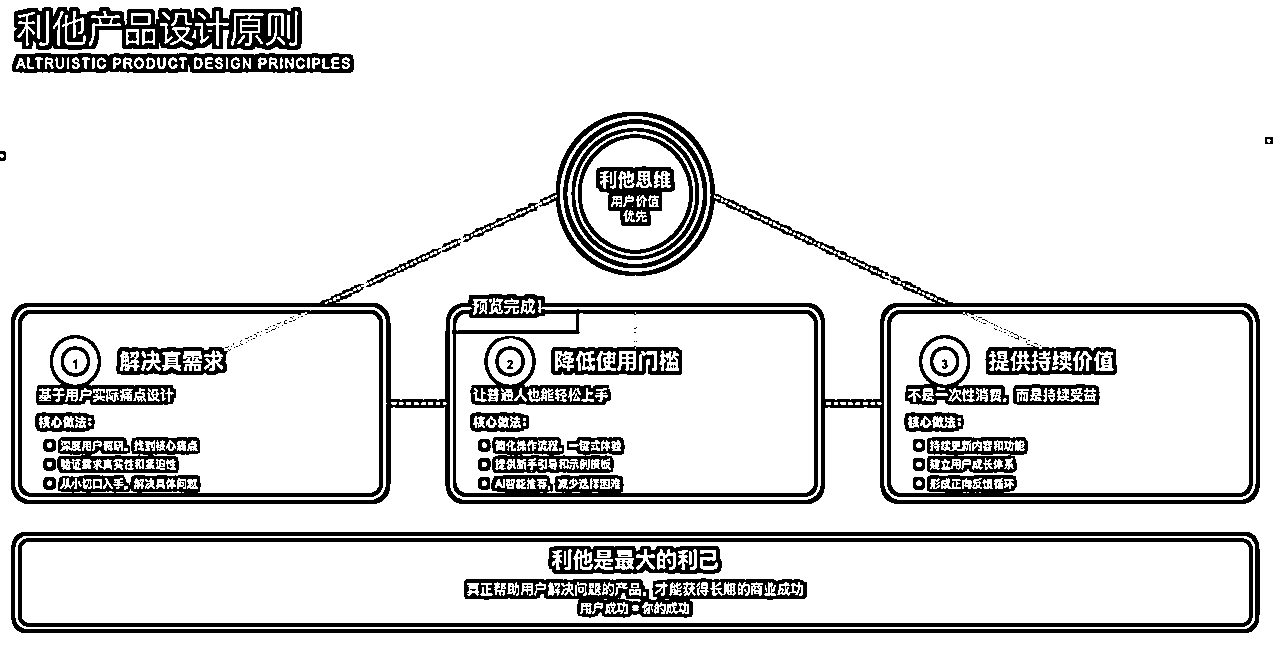 利他产品设计原则
ALTRUISTIC PRODUCT DESIGN PRINCIPLES
利他思维
用户价值
优先
1
解决真需求
基于用户实际痛点设计
核心做法：
深度用户调研，找到核心痛点
验证需求真实性和紧迫性
从小切口入手，解决具体问题
预览完成！
2
降低使用门槛
让普通人也能轻松上手
核心做法：
简化操作流程，一键式体验
提供新手引导和示例模板
AI智能推荐，减少选择困难
3
提供持续价值
不是一次性消费，而是持续受益
核心做法：
持续更新内容和功能
建立用户成长体系
形成正向反馈循环
利他是最大的利己
真正帮助用户解决问题的产品，才能获得长期的商业成功
用户成功 = 你的成功